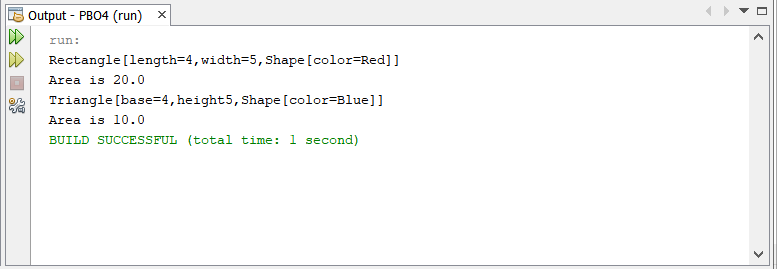 Output - PBO4 (run)
run:
Rectangle[length=4,width=5,Shape[color=Red]]
Area is 20.0
Triangle[base=4,height5,Shape[color=Blue]]
Area is 10.0
BUILD SUCCESSFUL (total time: 1 second)